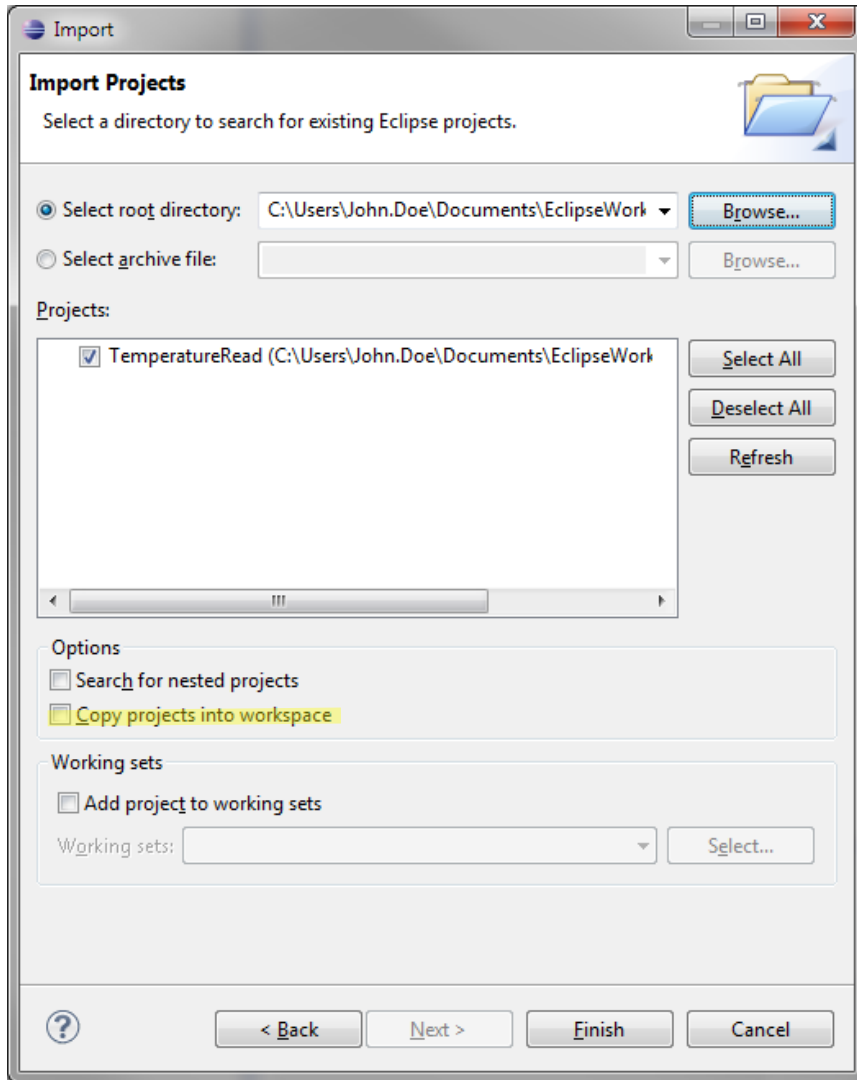 Import
Import Projects
Select a directory to search for existing Eclipse projects.
Select root directory: C:\Users\John.Doe\Documents\EclipseWork Browse...
Select archive file: Browse...
Projects:
TemperatureRead (C:\Users\John.Doe\Documents\EclipseWork
Select All
Deselect All
Refresh
Options
Search for nested projects
Copy projects into workspace
Working sets
Add project to working sets
Working sets: Select...
? < Back Next > Finish Cancel